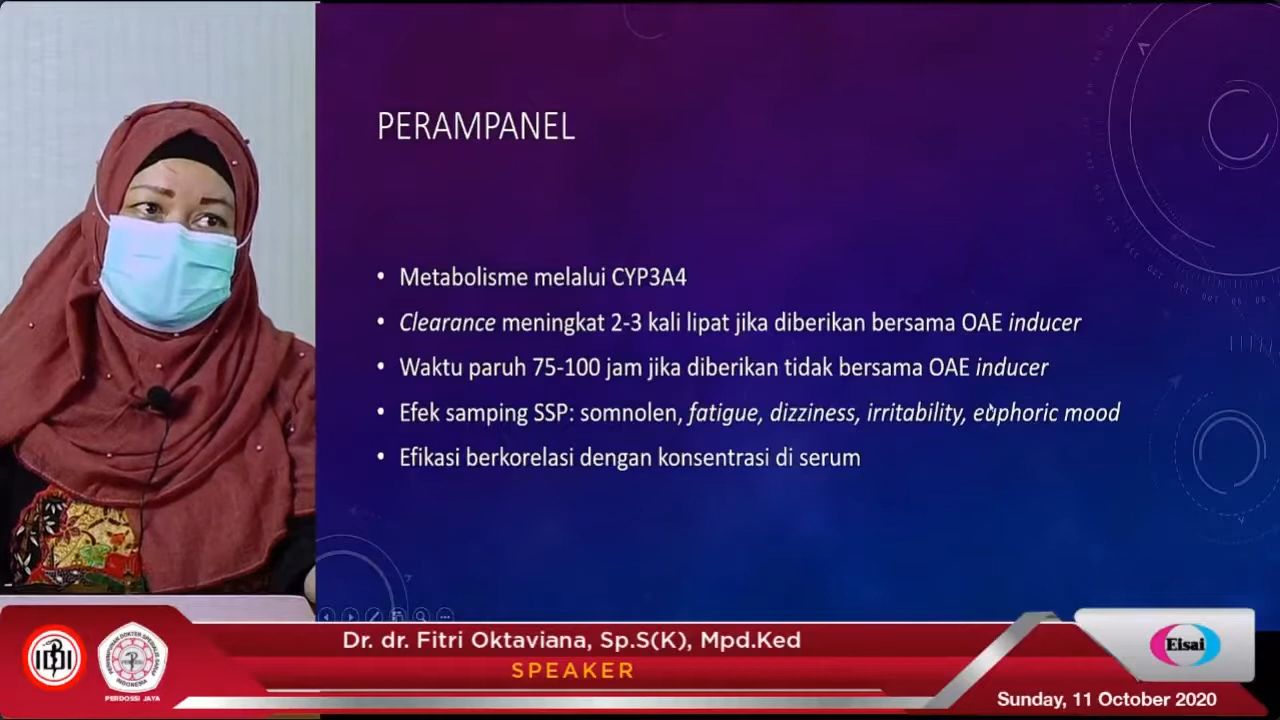 PERAMPANEL
• Metabolisme melalui CYP3A4
• Clearance meningkat 2-3 kali lipat jika diberikan bersama OAE inducer
• Waktu paruh 75-100 jam jika diberikan tidak bersama OAE inducer
• Efek samping SSP: somnolen, fatigue, dizziness, irritability, euphoric mood
• Efikasi berkorelasi dengan konsentrasi di serum
Dr. dr. Fitri Oktaviana, Sp.S(K), Mpd.Ked
SPEAKER
PERDOSSI JAYA
Eisai
Sunday, 11 October 2020